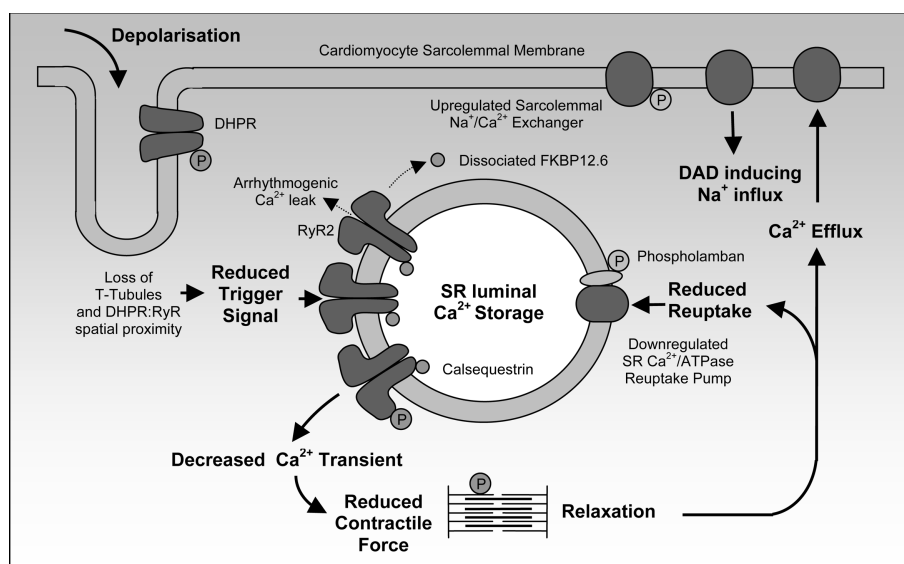 Depolarisation
Cardiomyocyte Sarcolemmal Membrane
DHPR
P
Upregulated Sarcolemmal
Na⁺/Ca²⁺ Exchanger
P
Dissociated FKBP12.6
Arrhythmogenic
Ca²⁺ leak
RyR2
DAD inducing
Na⁺ influx
Ca²⁺ Efflux
P
Phospholamban
Loss of
T-Tubules
and DHPR:RyR
spatial proximity
Reduced
Trigger
Signal
SR luminal
Ca²⁺ Storage
Reduced
Reuptake
Downregulated
SR Ca²⁺/ATPase
Reuptake Pump
Calsequestrin
P
Decreased Ca²⁺ Transient
Reduced
Contractile
Force
P
Relaxation